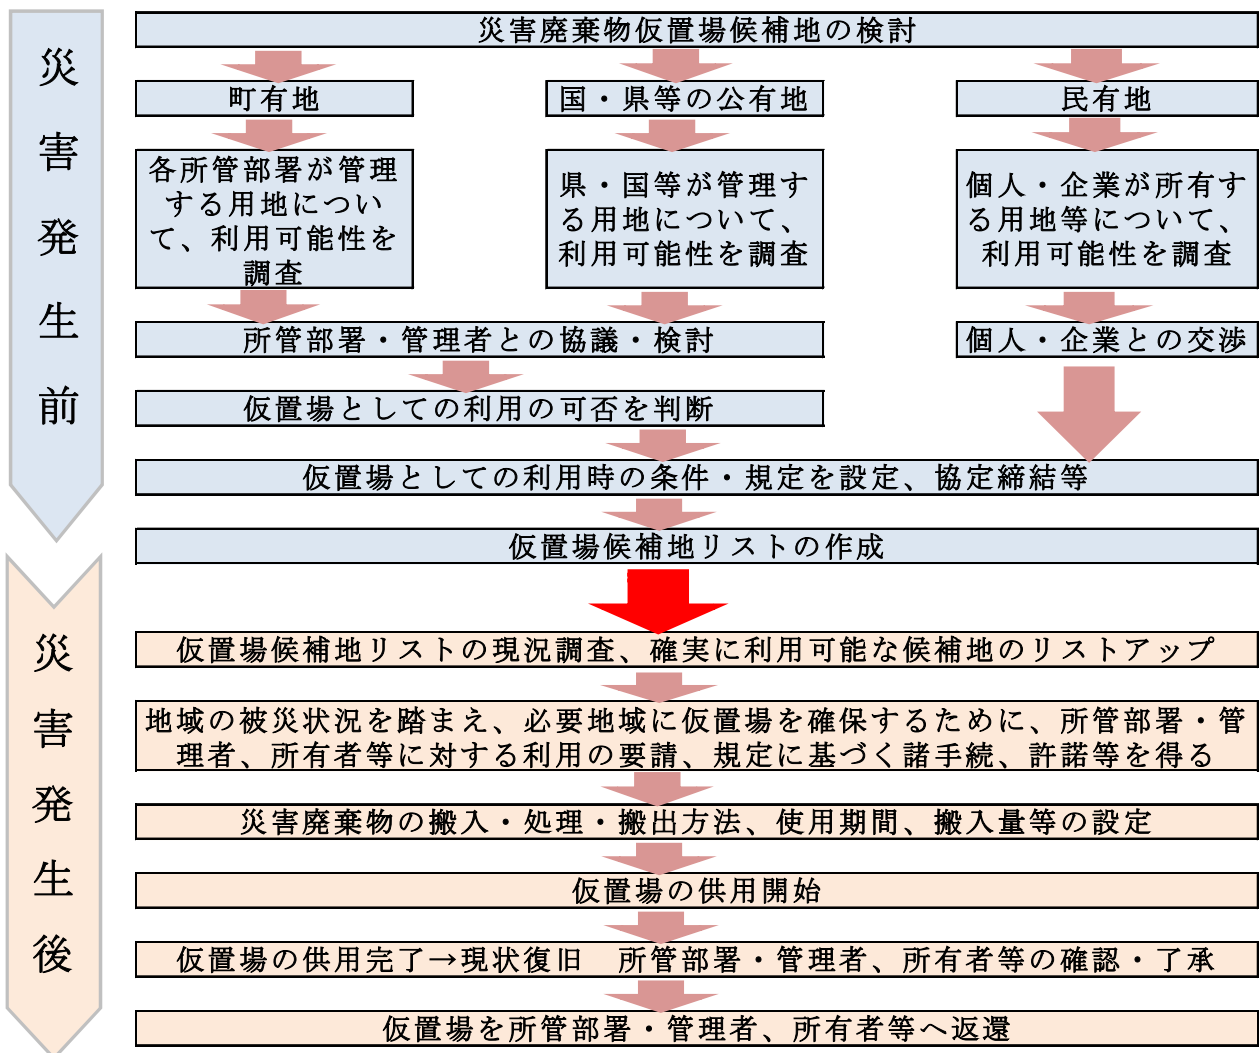 災害発生前
災害廃棄物仮置場候補地の検討
町有地
国・県等の公有地
民有地
各所管部署が管理
する用地につい
て、利用可能性を
調査
県・国等が管理す
る用地について、
利用可能性を調査
個人・企業が所有す
る用地等について、
利用可能性を調査
所管部署・管理者との協議・検討
個人・企業との交渉
仮置場としての利用の可否を判断
仮置場としての利用時の条件・規定を設定、協定締結等
仮置場候補地リストの作成
災害発生後
仮置場候補地リストの現況調査、確実に利用可能な候補地のリストアップ
地域の被災状況を踏まえ、必要地域に仮置場を確保するために、所管部署・管
理者、所有者等に対する利用の要請、規定に基づく諸手続、許諾等を得る
災害廃棄物の搬入・処理・搬出方法、使用期間、搬入量等の設定
仮置場の供用開始
仮置場の供用完了→現状復旧　所管部署・管理者、所有者等の確認・了承
仮置場を所管部署・管理者、所有者等へ返還